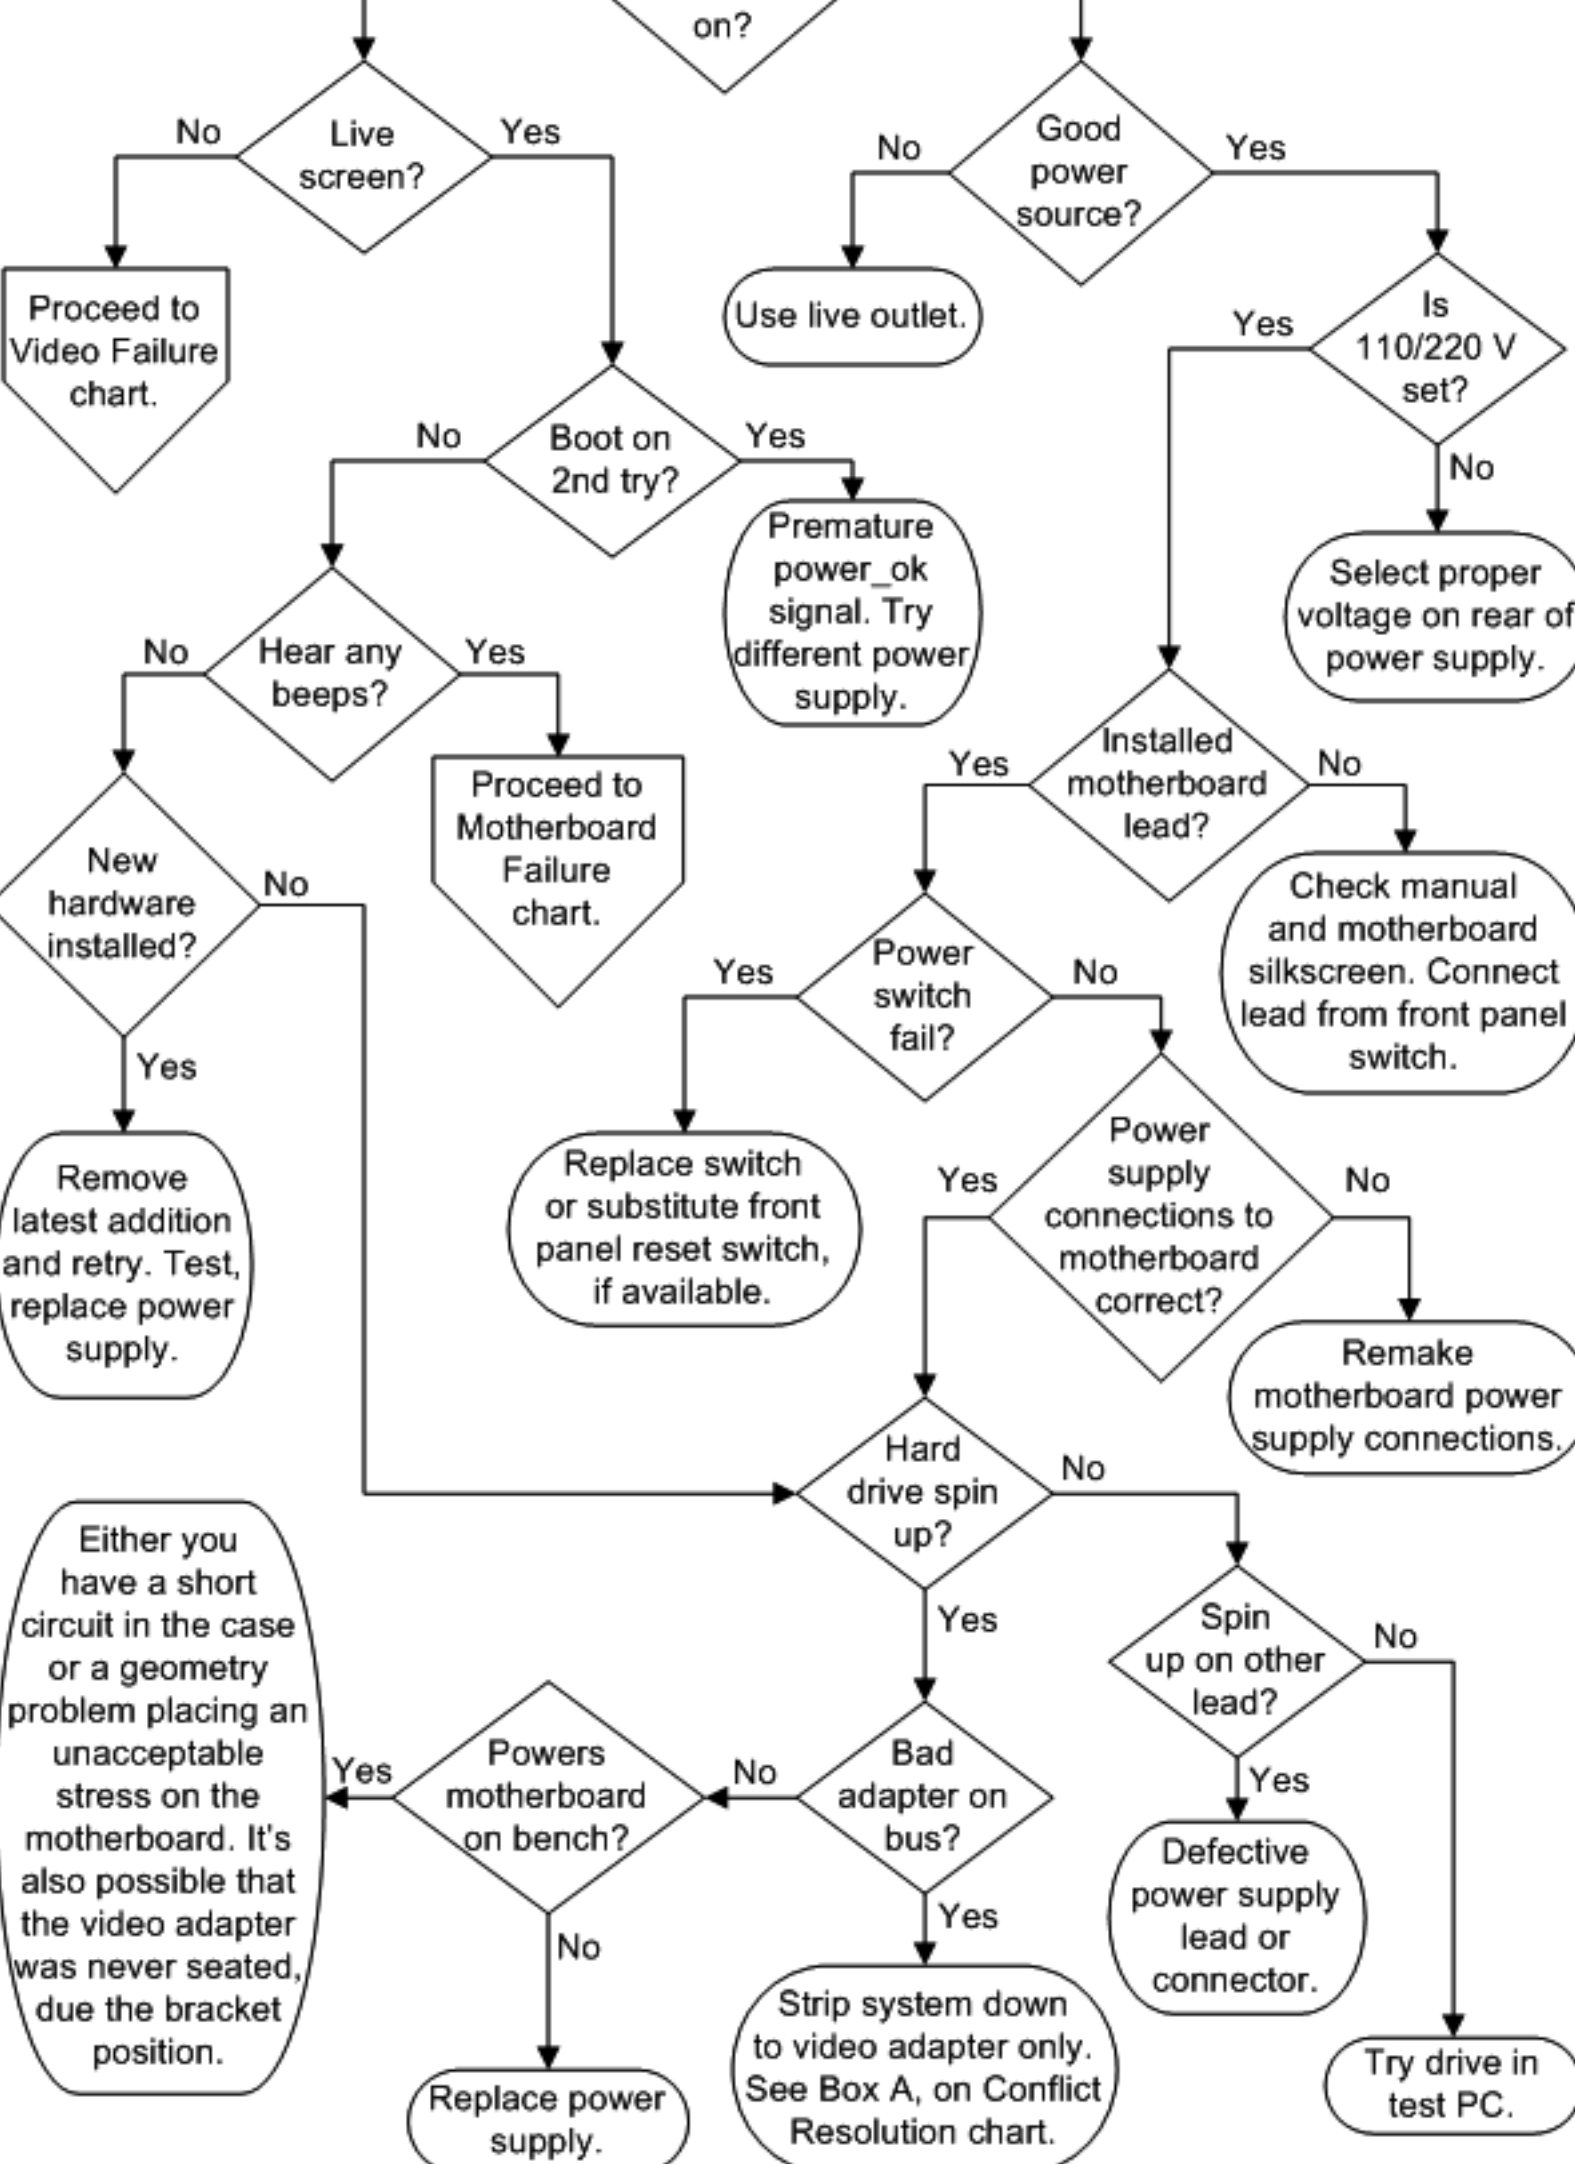 on?
No
Live
screen?
Yes
No
Good
power
source?
Yes
Proceed to
Video Failure
chart.
Use live outlet.
Yes
Is
110/220 V
set?
No
No
Boot on
2nd try?
Yes
Premature
power_ok
signal. Try
different power
supply.
Select proper
voltage on rear of
power supply.
No
Hear any
beeps?
Yes
Proceed to
Motherboard
Failure
chart.
Yes
Installed
motherboard
lead?
No
Check manual
and motherboard
silkscreen. Connect
lead from front panel
switch.
New
hardware
installed?
No
Yes
Remove
latest addition
and retry. Test,
replace power
supply.
Yes
Power
switch
fail?
No
Replace switch
or substitute front
panel reset switch,
if available.
Yes
Power
supply
connections to
motherboard
correct?
No
Remake
motherboard power
supply connections.
Hard
drive spin
up?
No
Yes
Spin
up on other
lead?
No
Yes
Defective
power supply
lead or
connector.
Try drive in
test PC.
Bad
adapter on
bus?
No
Yes
Strip system down
to video adapter only.
See Box A, on Conflict
Resolution chart.
Powers
motherboard
on bench?
Yes
No
Replace power
supply.
Either you
have a short
circuit in the case
or a geometry
problem placing an
unacceptable
stress on the
motherboard. It's
also possible that
the video adapter
was never seated,
due the bracket
position.